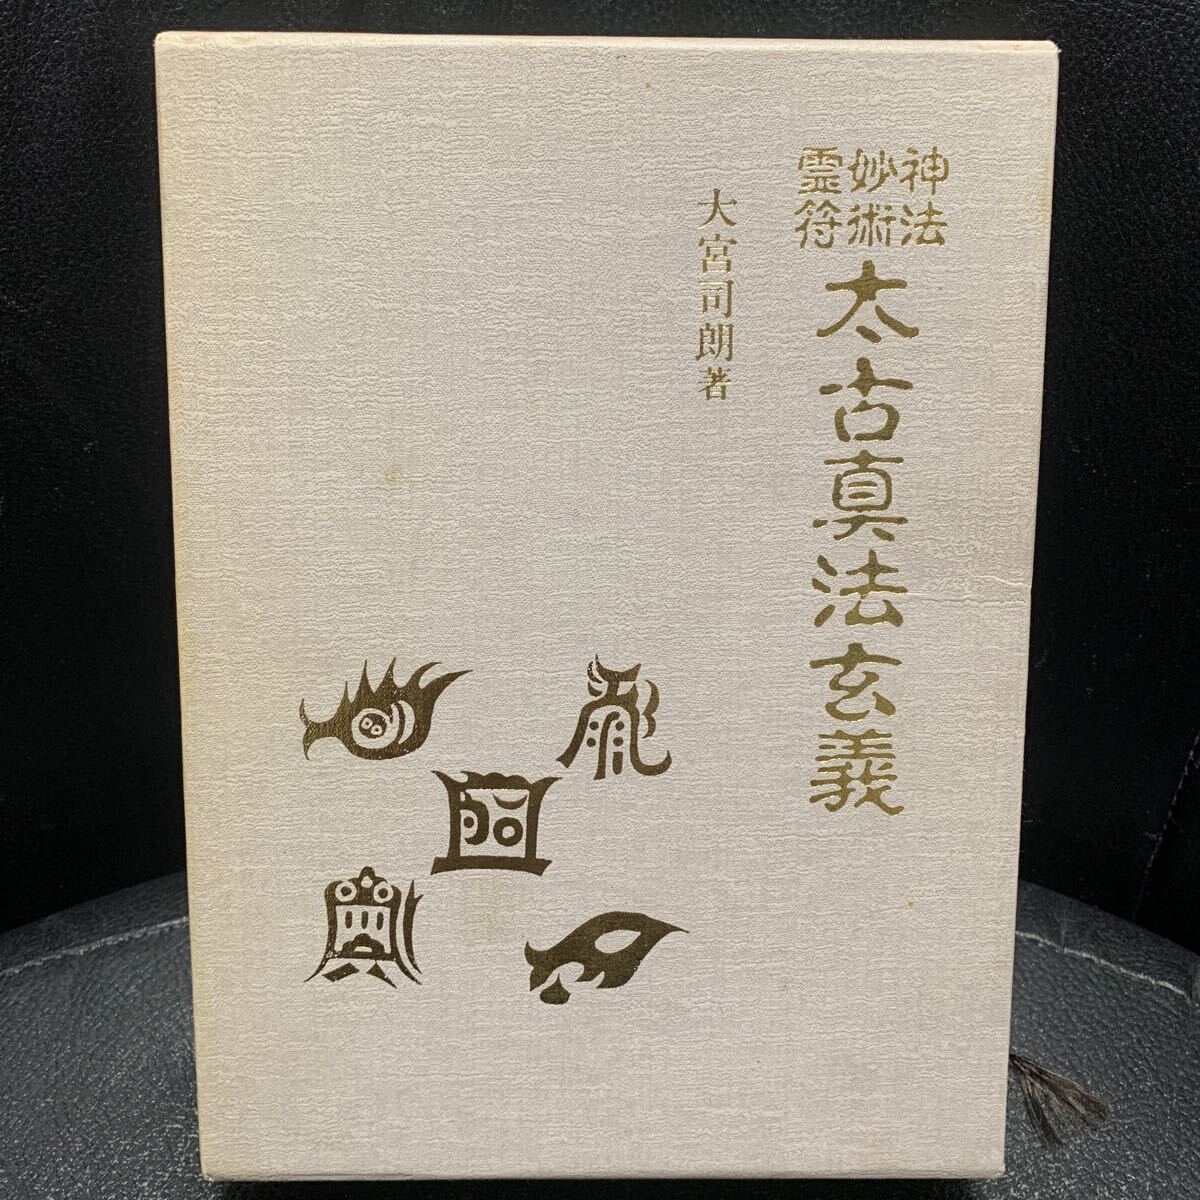 神法
妙術
霊符
太古真法玄義
大宮司朗著